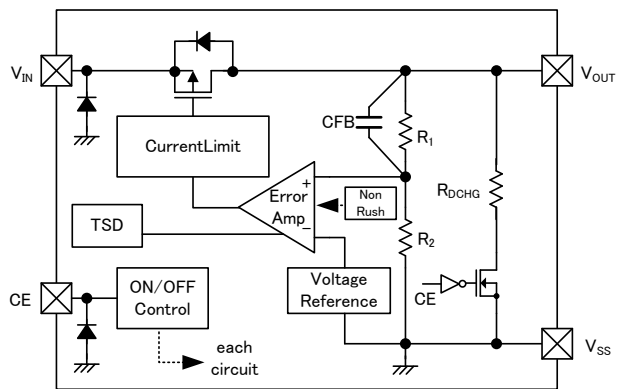 V_IN
V_OUT
CFB
R_1
CurrentLimit
R_DCHG
+
Error
Amp
-
Non
Rush
TSD
R_2
Voltage
Reference
CE
ON/OFF
Control
CE
V_SS
each
circuit